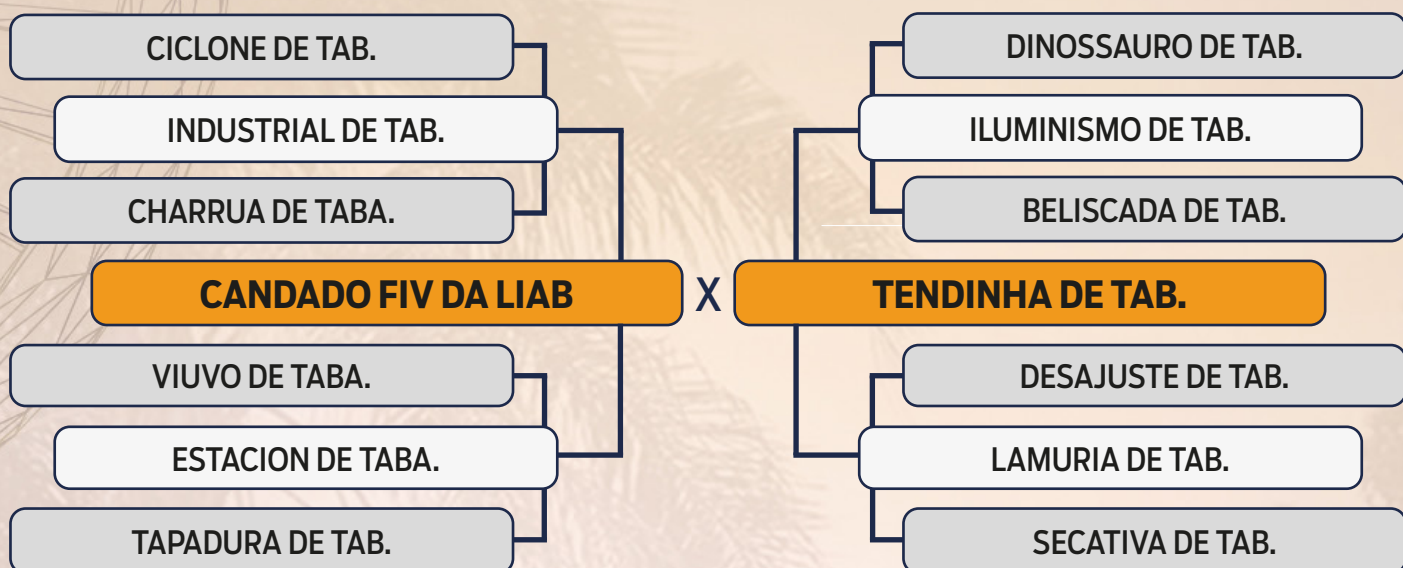 CICLONE DE TAB.
INDUSTRIAL DE TAB.
CHARRUA DE TABA.
CANDADO FIV DA LIAB
VIUVO DE TABA.
ESTACION DE TABA.
TAPADURA DE TAB.
X
DINOSSAURO DE TAB.
ILUMINISMO DE TAB.
BELISCADA DE TAB.
TENDINHA DE TAB.
DESAJUSTE DE TAB.
LAMURIA DE TAB.
SECATIVA DE TAB.